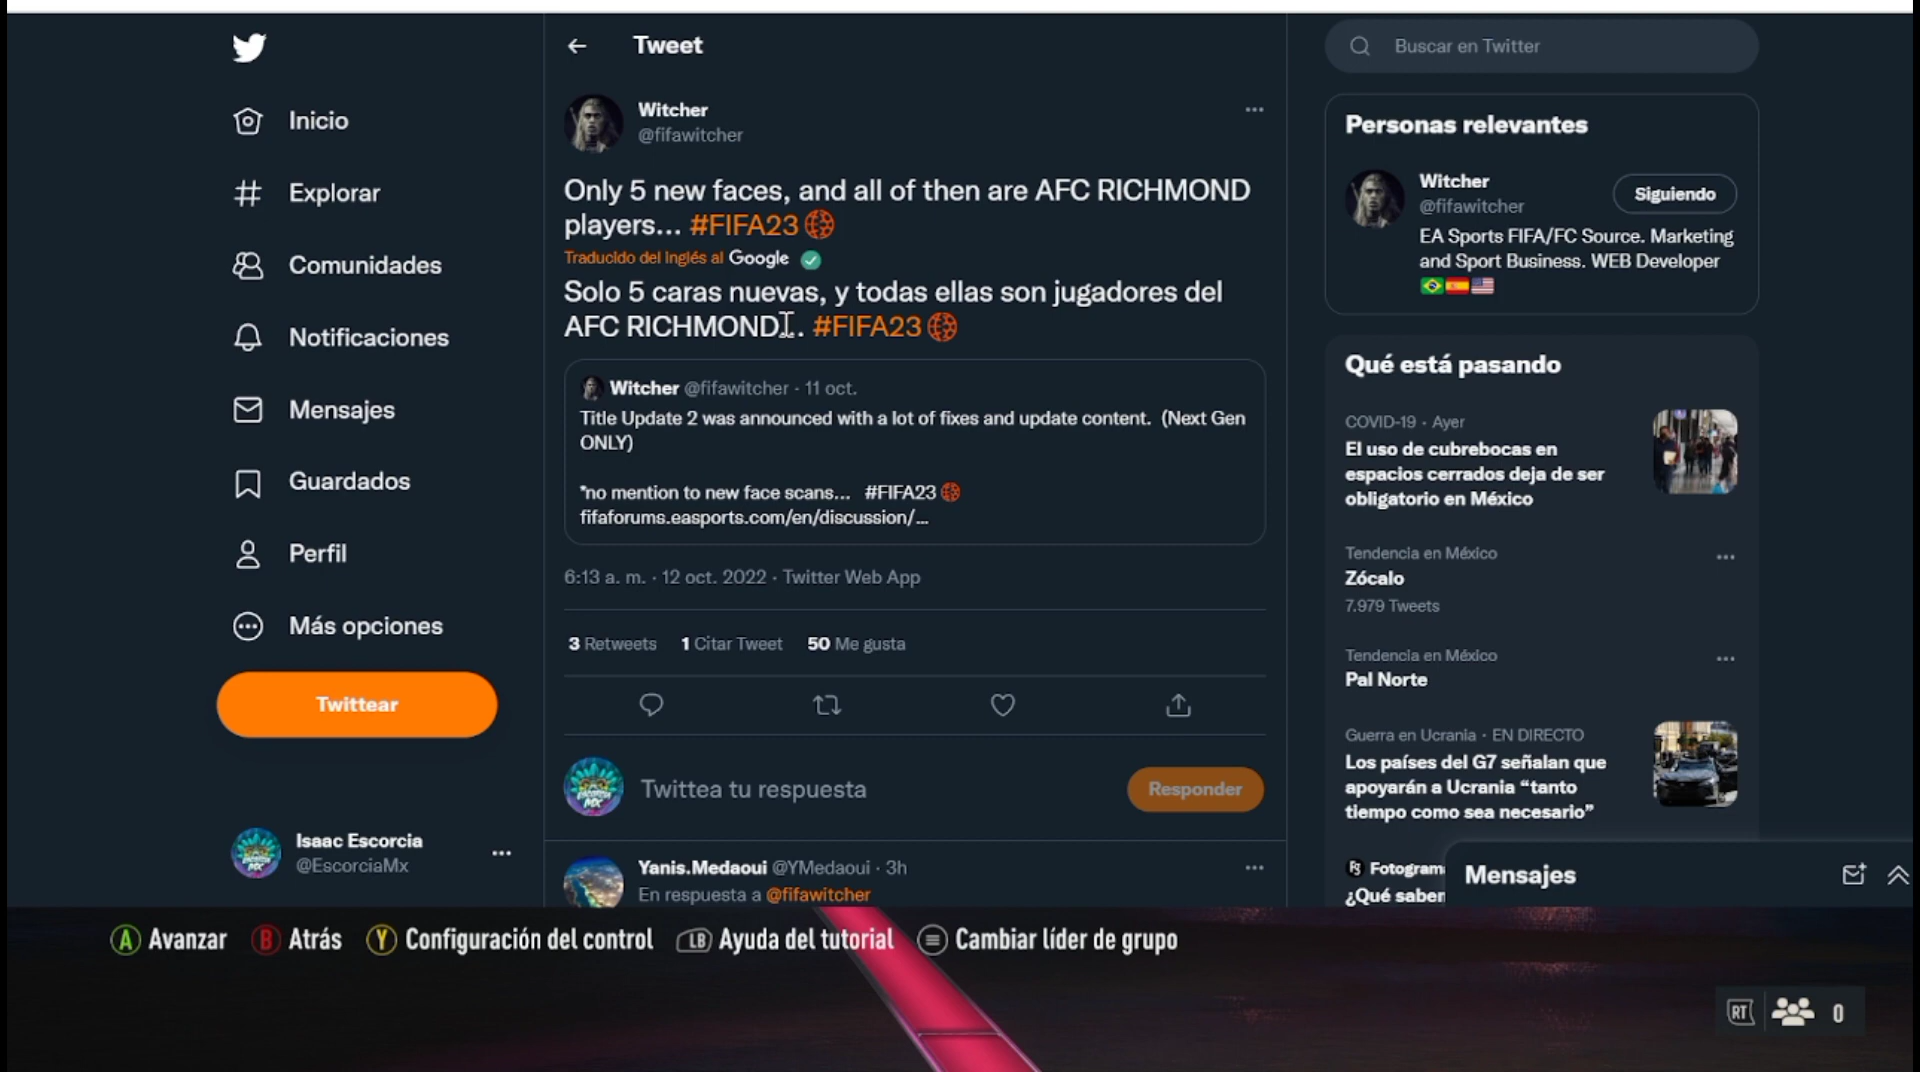 Tweet
Buscar en Twitter
Inicio
Explorar
Comunidades
Notificaciones
Mensajes
Guardados
Perfil
Más opciones
Twittear
Isaac Escorcia
@EscorciaMx
Witcher
@fifawitcher
Only 5 new faces, and all of then are AFC RICHMOND
players... #FIFA23
Traducido del inglés al Google
Solo 5 caras nuevas, y todas ellas son jugadores del
AFC RICHMOND... #FIFA23
Witcher @fifawitcher · 11 oct.
Title Update 2 was announced with a lot of fixes and update content. (Next Gen
ONLY)
*no mention to new face scans... #FIFA23
fifaforums.easports.com/en/discussion/...
6:13 a. m. · 12 oct. 2022 · Twitter Web App
3 Retweets 1 Citar Tweet 50 Me gusta
ESCORCIA
MX
Twittea tu respuesta
Responder
Yanis.Medaoui @YMedaoui · 3h
En respuesta a @fifawitcher
Personas relevantes
Witcher
@fifawitcher
Siguiendo
EA Sports FIFA/FC Source. Marketing
and Sport Business. WEB Developer
Qué está pasando
COVID-19 · Ayer
El uso de cubrebocas en
espacios cerrados deja de ser
obligatorio en México
Tendencia en México
Zócalo
7.979 Tweets
Tendencia en México
Pal Norte
Guerra en Ucrania · EN DIRECTO
Los países del G7 señalan que
apoyarán a Ucrania “tanto
tiempo como sea necesario”
Fotogram
¿Qué saber
Mensajes
A Avanzar B Atrás Y Configuración del control LB Ayuda del tutorial Cambiar líder de grupo
RT 0